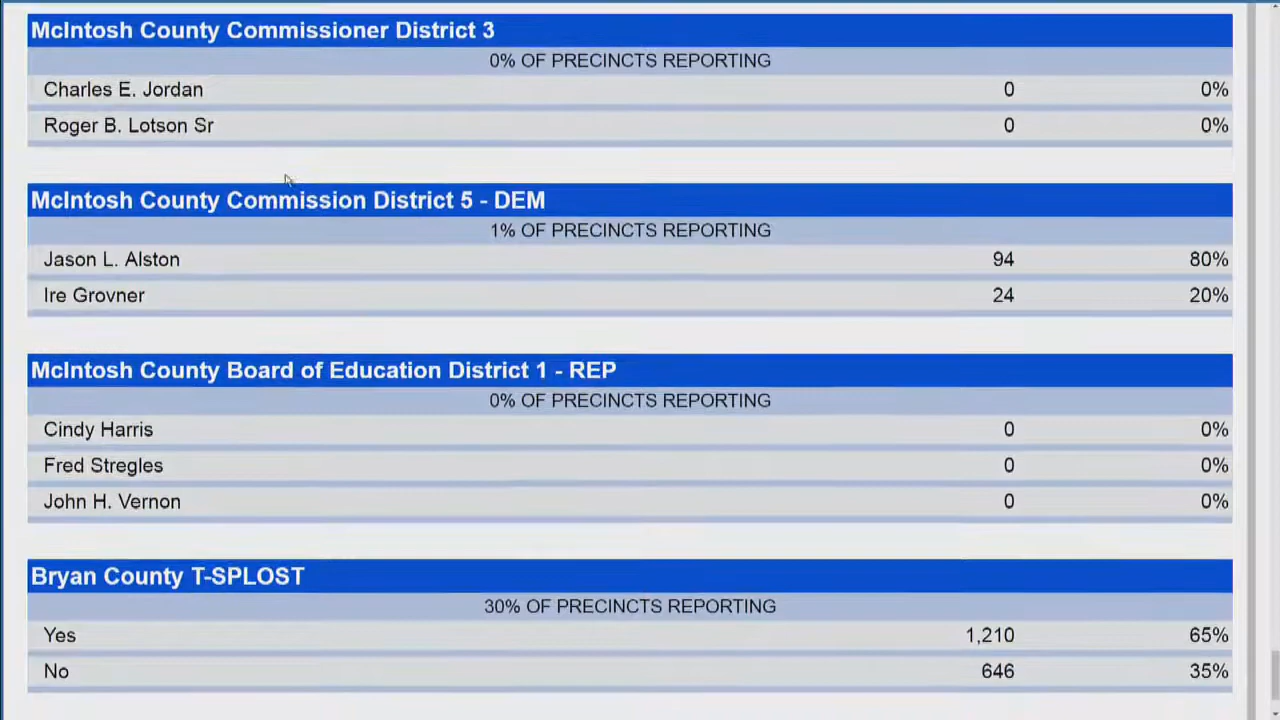 McIntosh County Commissioner District 3
0% OF PRECINCTS REPORTING
Charles E. Jordan 0 0%
Roger B. Lotson Sr 0 0%
McIntosh County Commission District 5 - DEM
1% OF PRECINCTS REPORTING
Jason L. Alston 94 80%
Ire Grovner 24 20%
McIntosh County Board of Education District 1 - REP
0% OF PRECINCTS REPORTING
Cindy Harris 0 0%
Fred Stregles 0 0%
John H. Vernon 0 0%
Bryan County T-SPLOST
30% OF PRECINCTS REPORTING
Yes 1,210 65%
No 646 35%